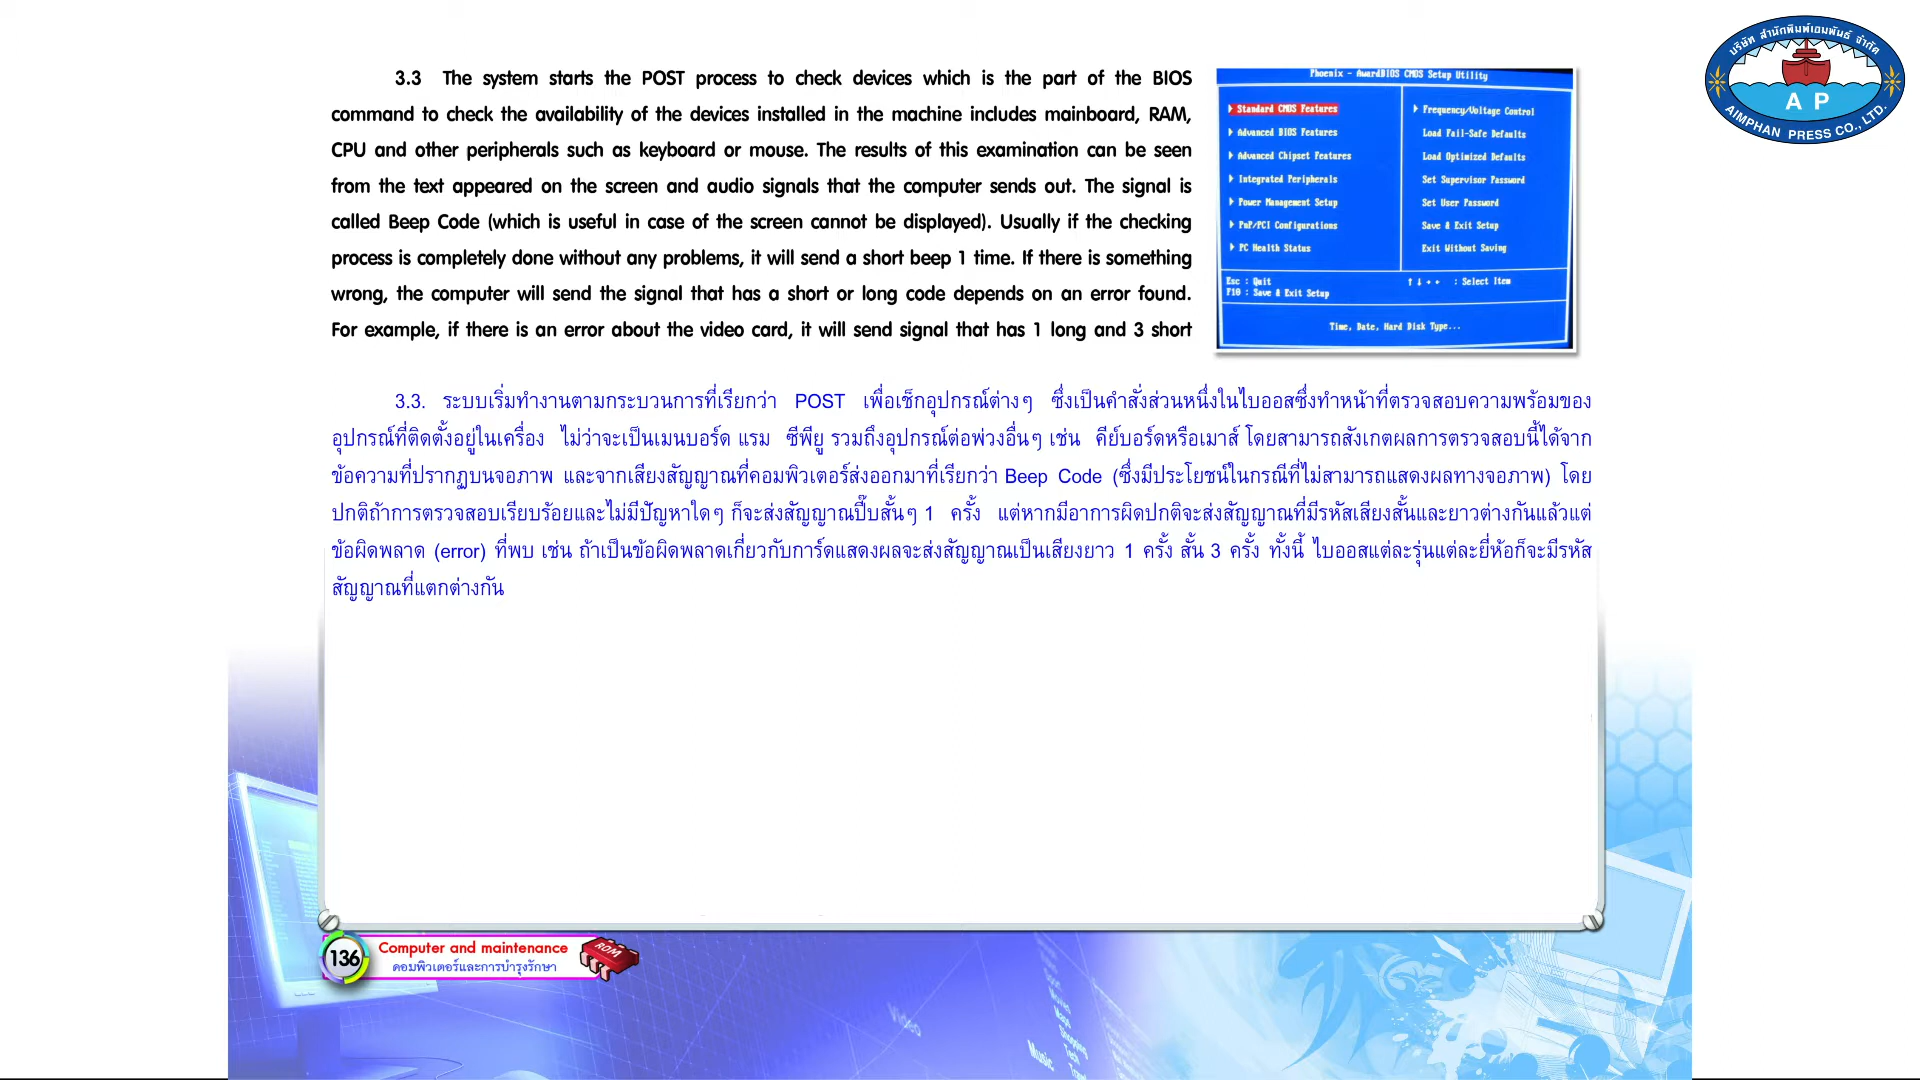 3.3 The system starts the POST process to check devices which is the part of the BIOS
command to check the availability of the devices installed in the machine includes mainboard, RAM,
CPU and other peripherals such as keyboard or mouse. The results of this examination can be seen
from the text appeared on the screen and audio signals that the computer sends out. The signal is
called Beep Code (which is useful in case of the screen cannot be displayed). Usually if the checking
process is completely done without any problems, it will send a short beep 1 time. If there is something
wrong, the computer will send the signal that has a short or long code depends on an error found.
For example, if there is an error about the video card, it will send signal that has 1 long and 3 short
Phoenix - AwardBIOS CMOS Setup Utility
Standard CMOS Features
Advanced BIOS Features
Advanced Chipset Features
Integrated Peripherals
Power Management Setup
PnP/PCI Configurations
PC Health Status
Frequency/Voltage Control
Load Fail-Safe Defaults
Load Optimized Defaults
Set Supervisor Password
Set User Password
Save & Exit Setup
Exit Without Saving
Esc : Quit
F10 : Save & Exit Setup
: Select Item
Time, Date, Hard Disk Type...
บริษัท สำนักพิมพ์เอมพันธ์ จำกัด
A P
AIMPHAN PRESS CO., LTD.
3.3. ระบบเริ่มทำงานตามกระบวนการที่เรียกว่า POST เพื่อเช็กอุปกรณ์ต่างๆ ซึ่งเป็นคำสั่งส่วนหนึ่งในไบออสซึ่งทำหน้าที่ตรวจสอบความพร้อมของ
อุปกรณ์ที่ติดตั้งอยู่ในเครื่อง ไม่ว่าจะเป็นเมนบอร์ด แรม ซีพียู รวมถึงอุปกรณ์ต่อพ่วงอื่นๆ เช่น คีย์บอร์ดหรือเมาส์ โดยสามารถสังเกตผลการตรวจสอบนี้ได้จาก
ข้อความที่ปรากฏบนจอภาพ และจากเสียงสัญญาณที่คอมพิวเตอร์ส่งออกมาที่เรียกว่า Beep Code (ซึ่งมีประโยชน์ในกรณีที่ไม่สามารถแสดงผลทางจอภาพ) โดย
ปกติถ้าการตรวจสอบเรียบร้อยและไม่มีปัญหาใดๆ ก็จะส่งสัญญาณปี๊บสั้นๆ 1 ครั้ง แต่หากมีอาการผิดปกติจะส่งสัญญาณที่มีรหัสเสียงสั้นและยาวต่างกันแล้วแต่
ข้อผิดพลาด (error) ที่พบ เช่น ถ้าเป็นข้อผิดพลาดเกี่ยวกับการ์ดแสดงผลจะส่งสัญญาณเป็นเสียงยาว 1 ครั้ง สั้น 3 ครั้ง ทั้งนี้ ไบออสแต่ละรุ่นแต่ละยี่ห้อก็จะมีรหัส
สัญญาณที่แตกต่างกัน
136
Computer and maintenance
คอมพิวเตอร์และการบำรุงรักษา
ROM
Video
Music
Shopping
Tech